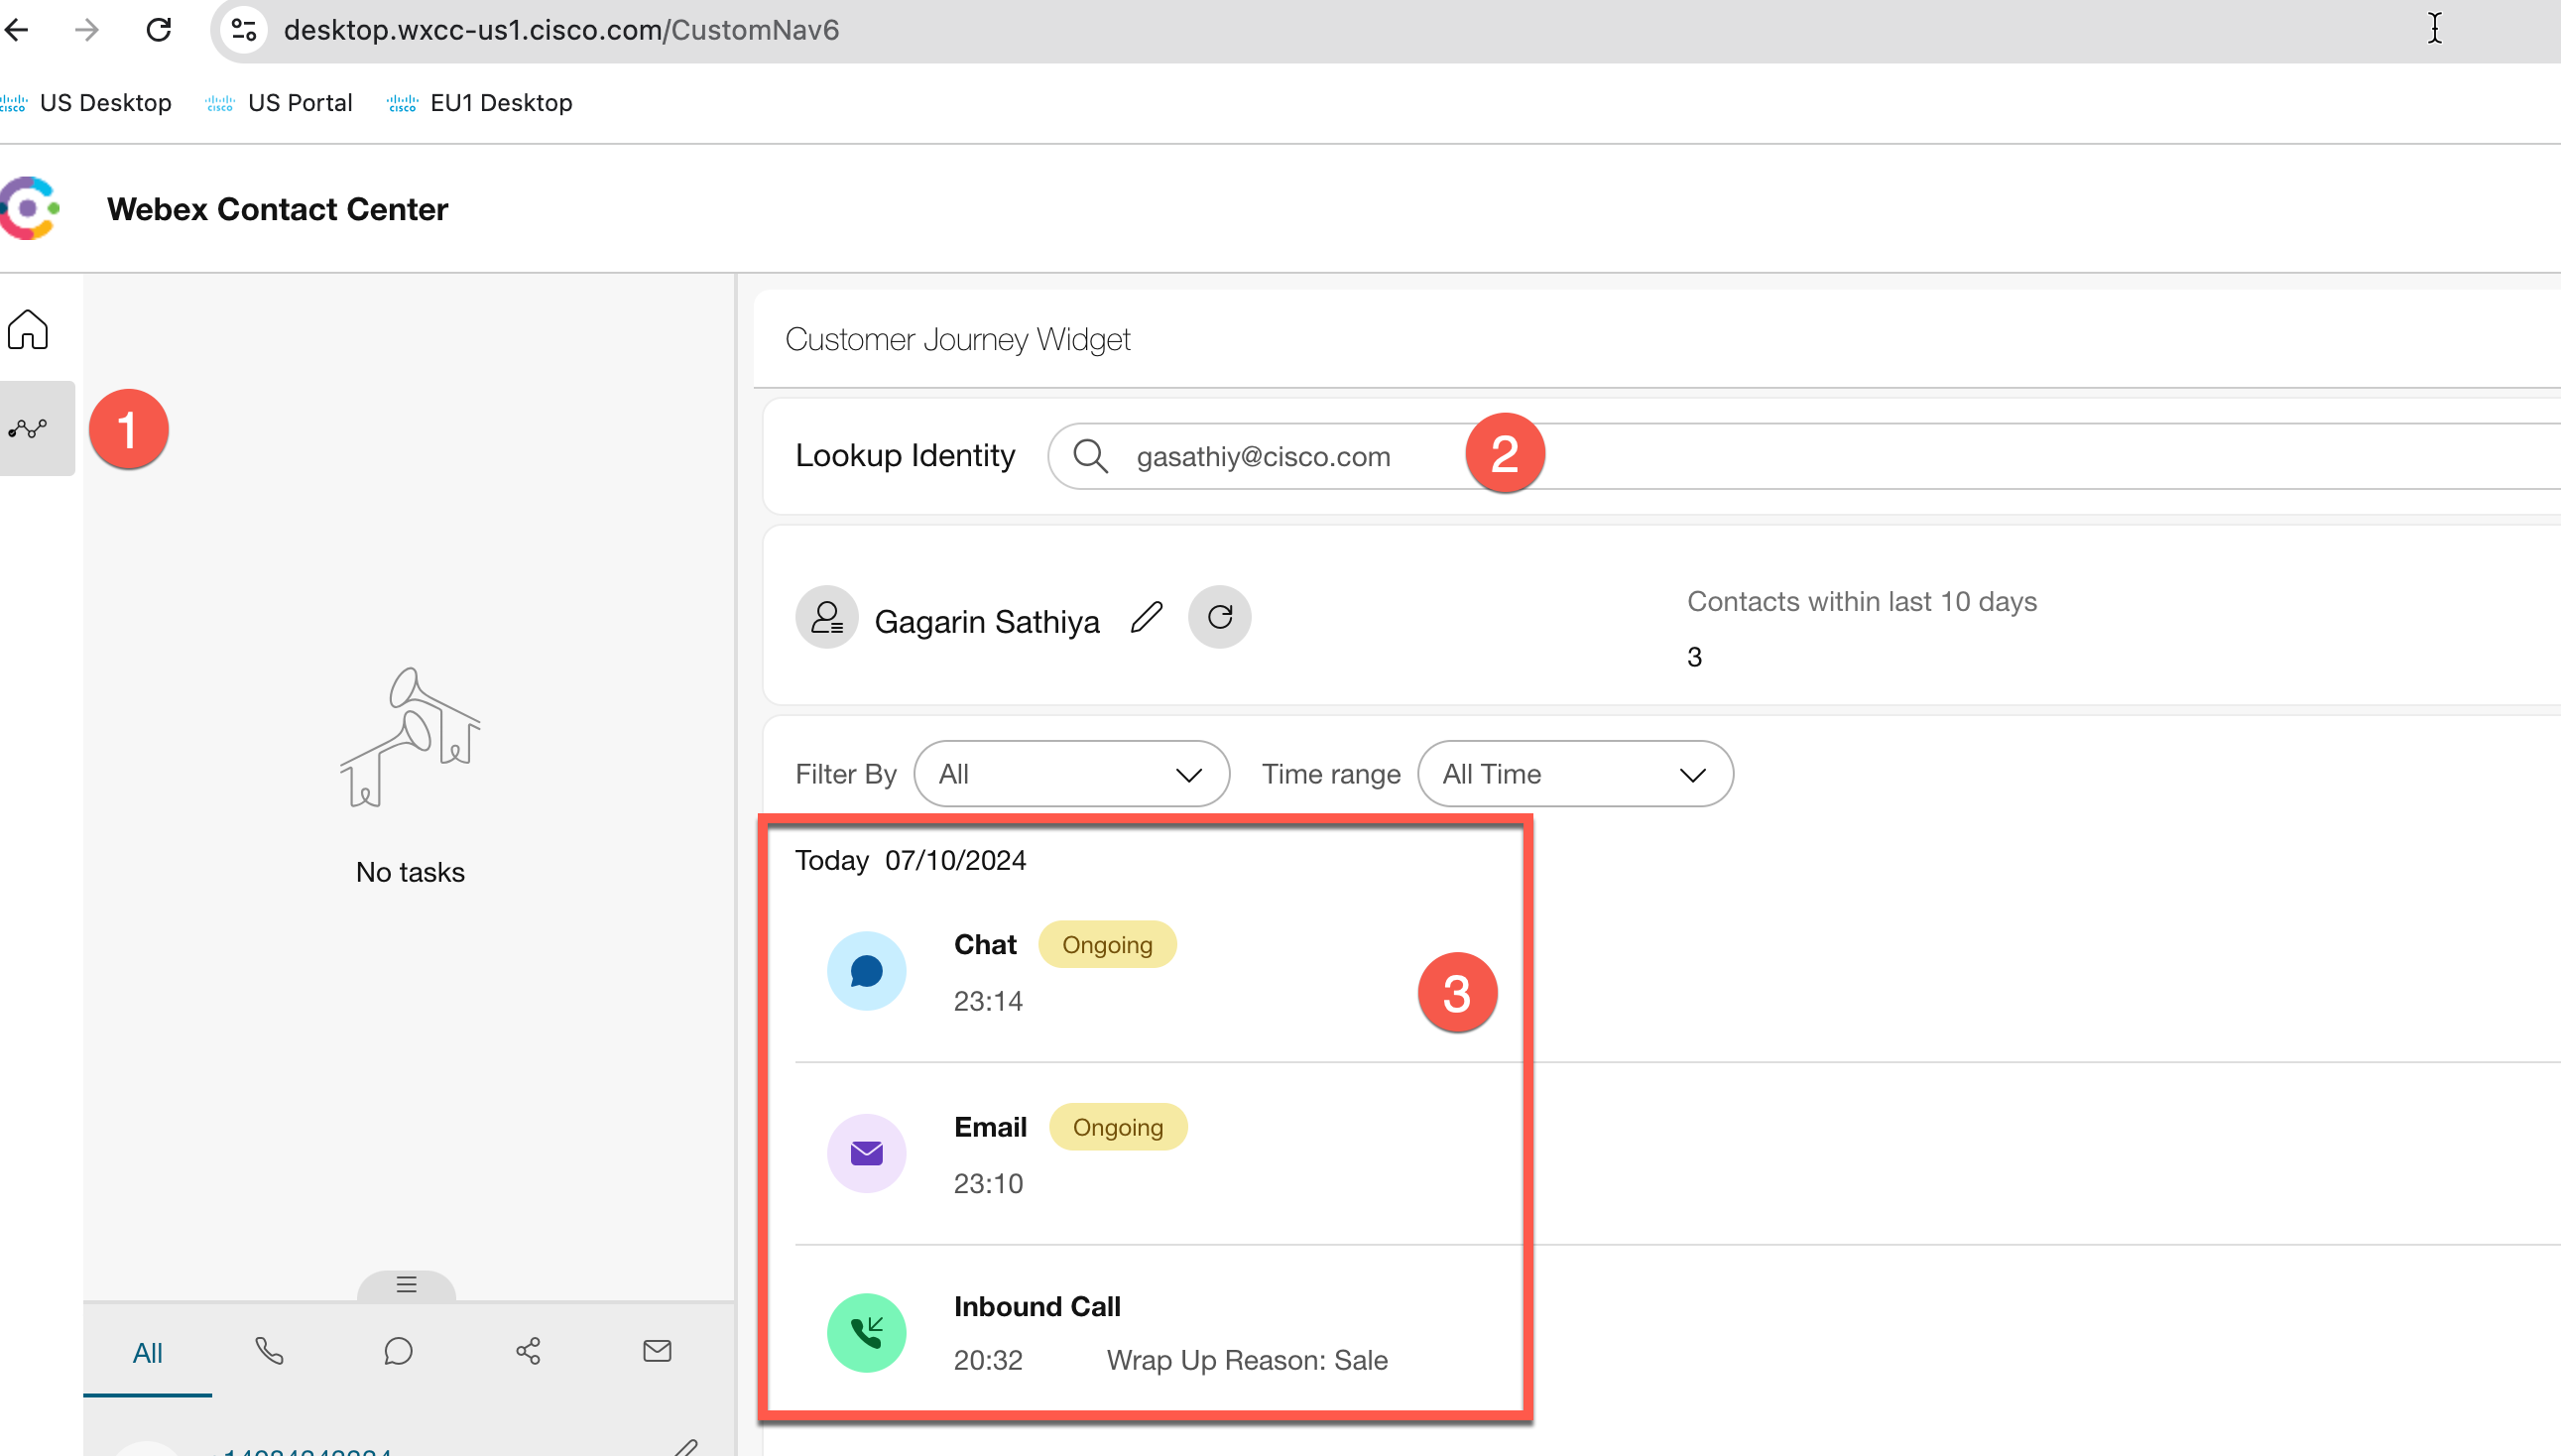 desktop.wxcc-us1.cisco.com/CustomNav6
CISCO US Desktop CISCO US Portal CISCO EU1 Desktop
Webex Contact Center
Customer Journey Widget
1
Lookup Identity gasathiy@cisco.com 2
Gagarin Sathiya
Contacts within last 10 days
3
Filter By All Time range All Time
No tasks
Today 07/10/2024
Chat Ongoing
23:14
3
Email Ongoing
23:10
Inbound Call
20:32 Wrap Up Reason: Sale
All